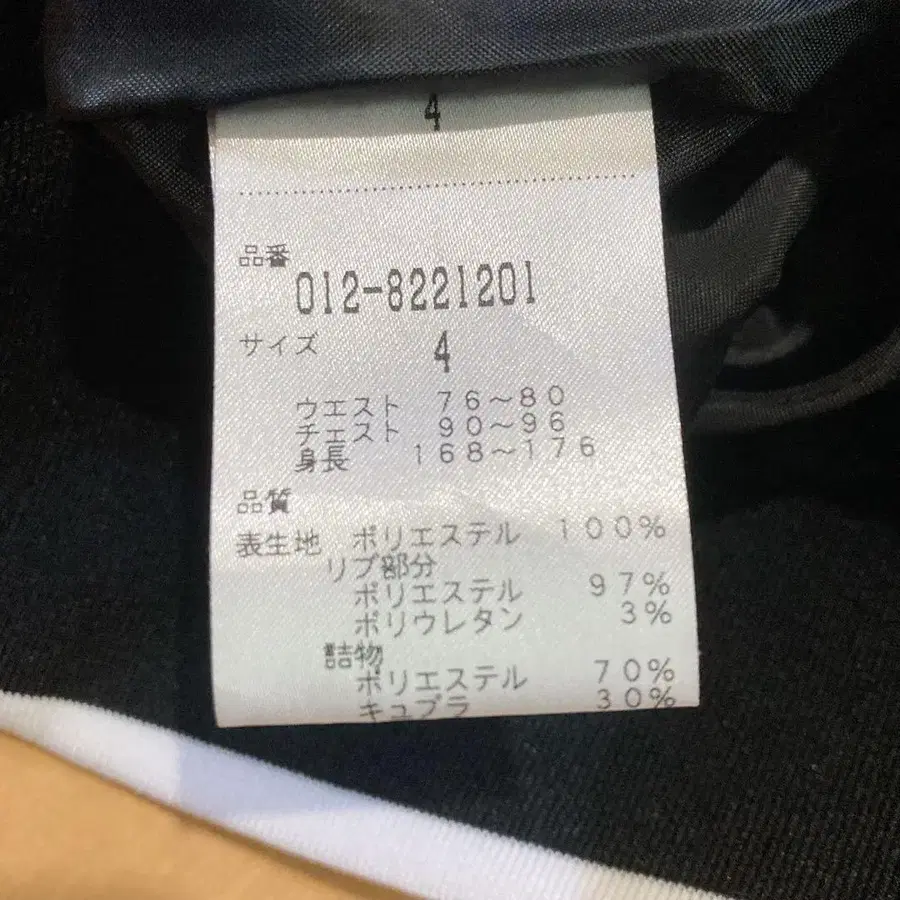 4
品番
012-8221201
サイズ 4
ウエスト 76～80
チェスト 90～96
身長 168～176
品質
表生地 ポリエステル 100%
リブ部分
ポリエステル 97%
ポリウレタン 3%
詰物
ポリエステル 70%
キュプラ 30%